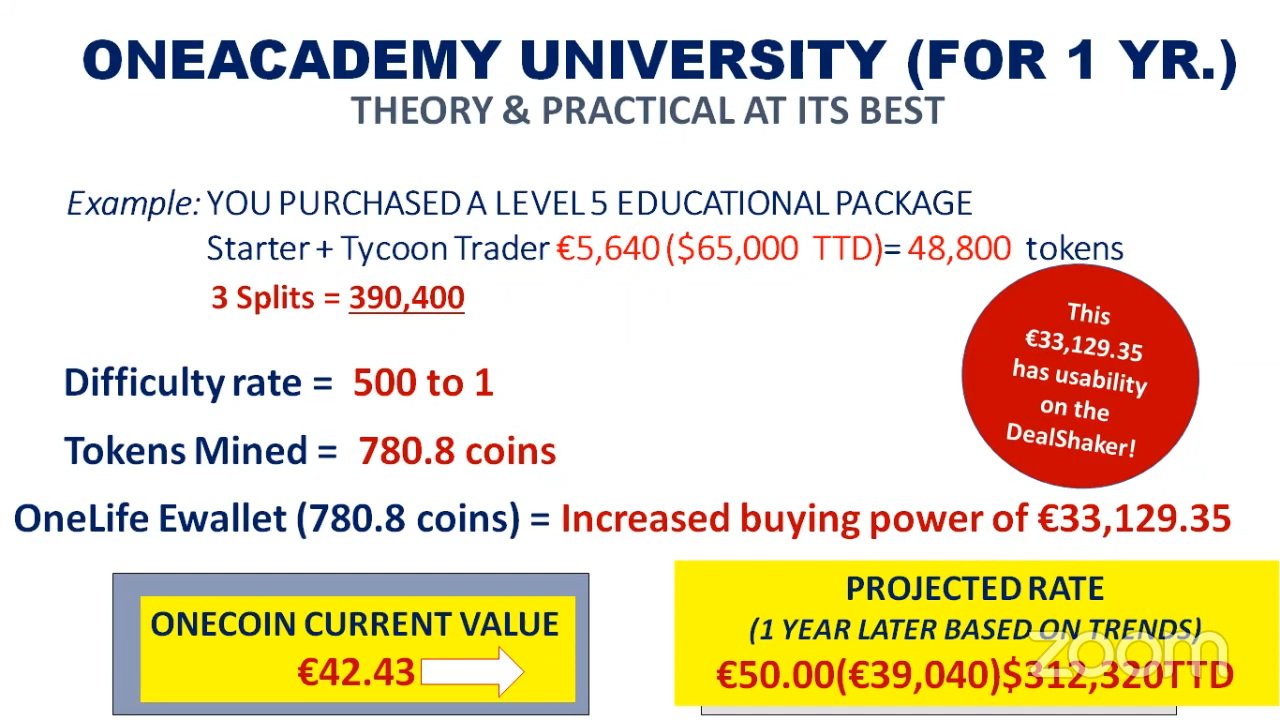 ONEACADEMY UNIVERSITY (FOR 1 YR.)
THEORY & PRACTICAL AT ITS BEST
Example: YOU PURCHASED A LEVEL 5 EDUCATIONAL PACKAGE
Starter + Tycoon Trader €5,640 ($65,000 TTD)= 48,800 tokens
3 Splits = 390,400
This
€33,129.35
has usability
on the
DealShaker!
Difficulty rate = 500 to 1
Tokens Mined = 780.8 coins
OneLife Ewallet (780.8 coins) = Increased buying power of €33,129.35
ONECOIN CURRENT VALUE
€42.43
PROJECTED RATE
(1 YEAR LATER BASED ON TRENDS)
€50.00(€39,040)$312,320TTD
zoom